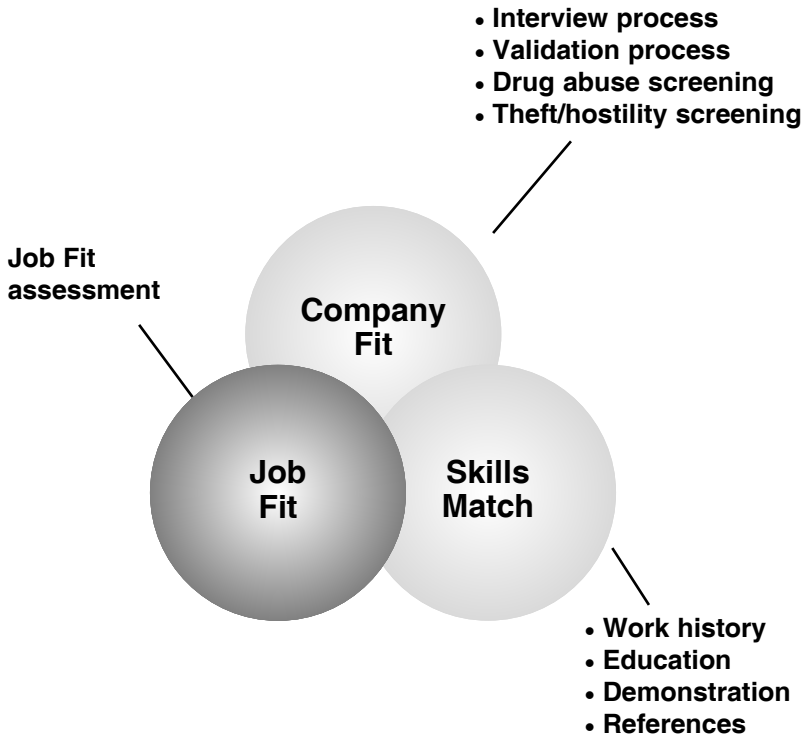 • Interview process
• Validation process
• Drug abuse screening
• Theft/hostility screening
Job Fit
assessment
Company
Fit
Job
Fit
Skills
Match
• Work history
• Education
• Demonstration
• References